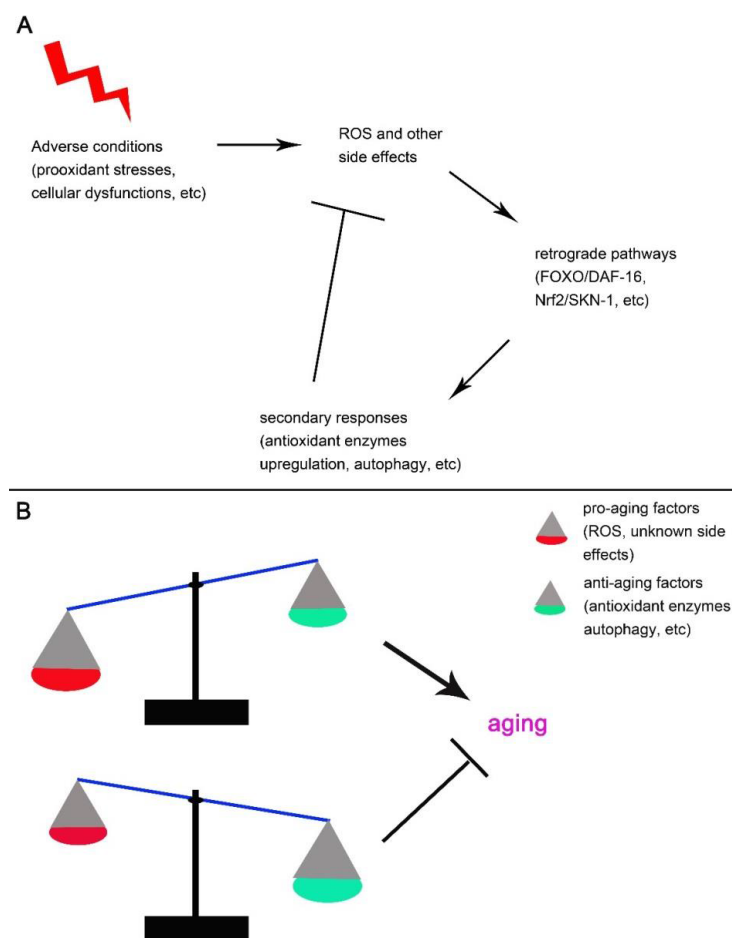 A
Adverse conditions
(prooxidant stresses,
cellular dysfunctions, etc)
ROS and other
side effects
retrograde pathways
(FOXO/DAF-16,
Nrf2/SKN-1, etc)
secondary responses
(antioxidant enzymes
upregulation, autophagy, etc)
B
pro-aging factors
(ROS, unknown side
effects)
anti-aging factors
(antioxidant enzymes
autophagy, etc)
aging